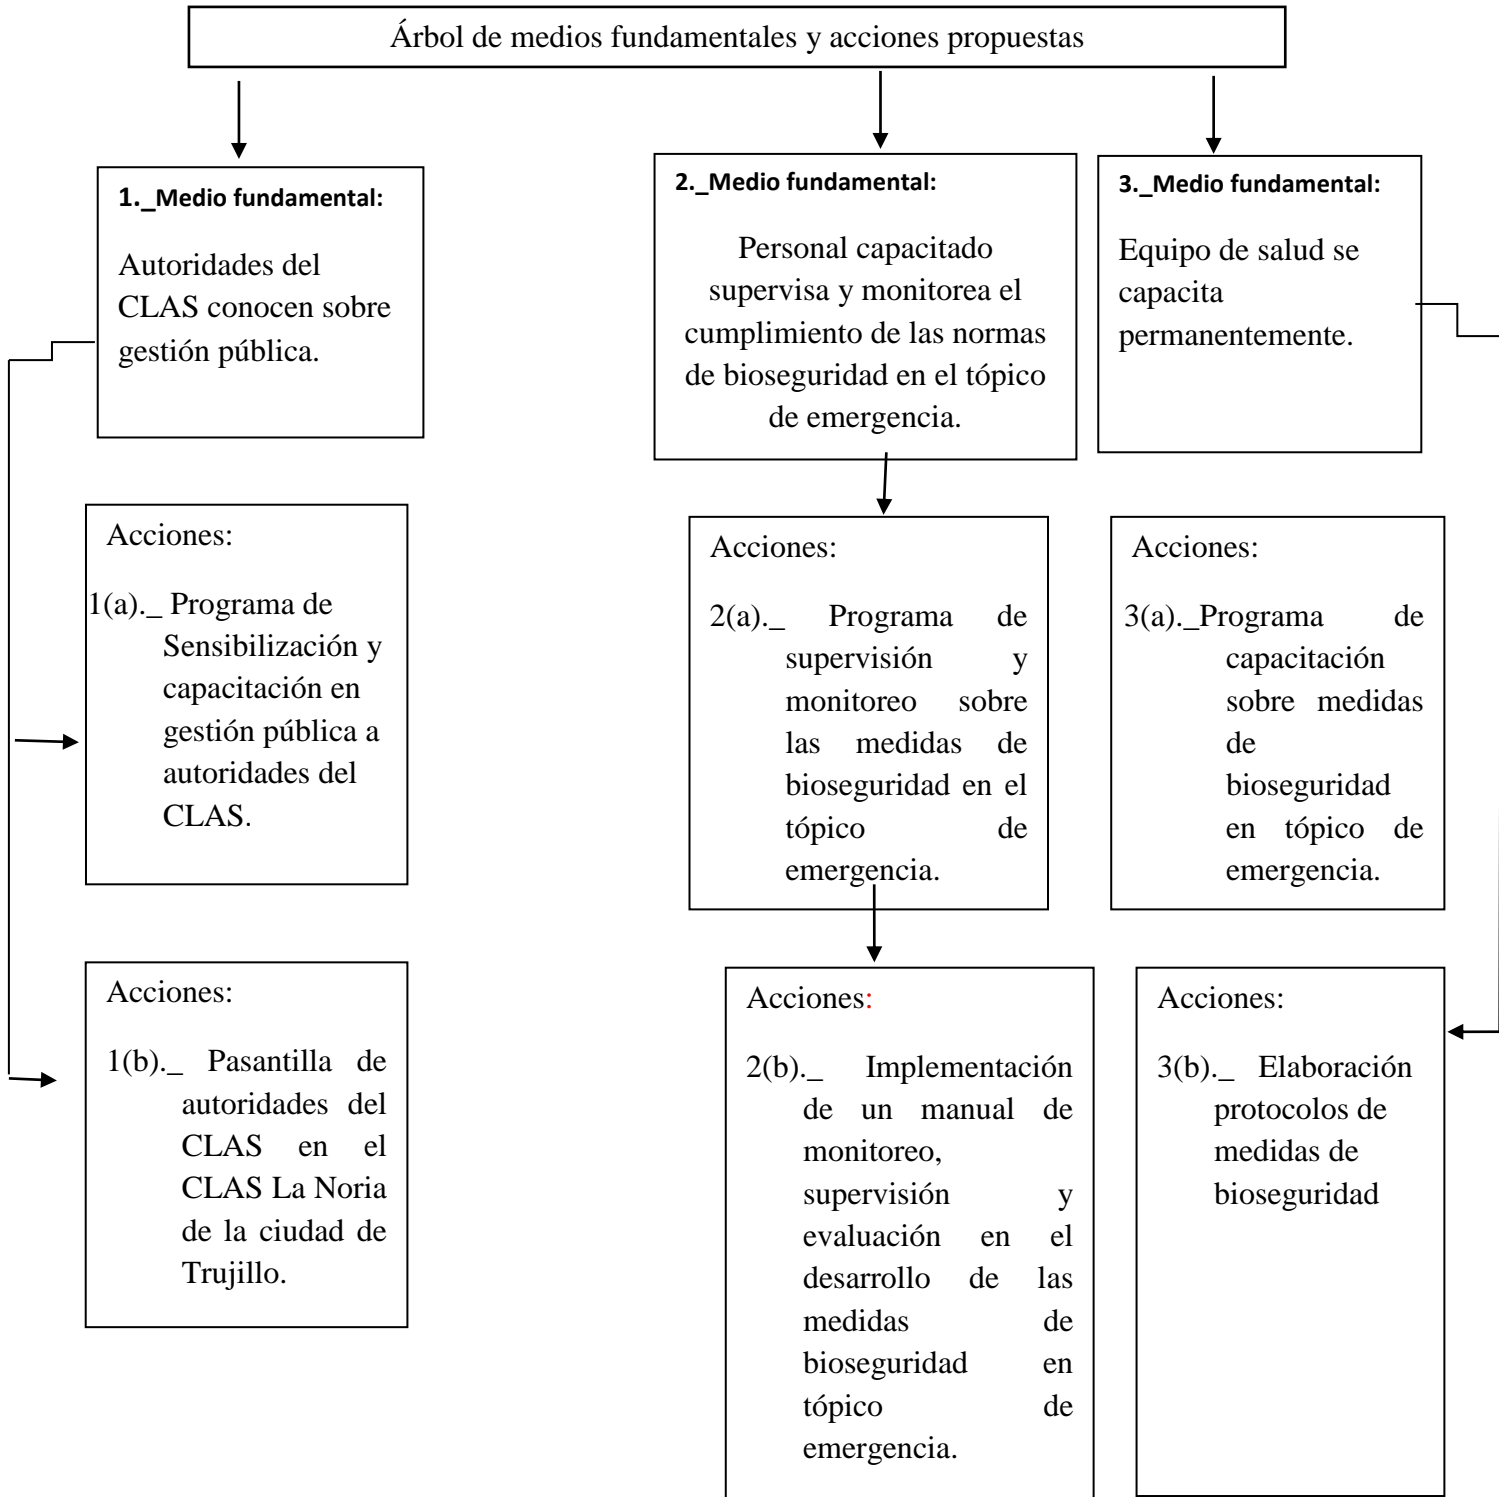 Árbol de medios fundamentales y acciones propuestas
1._Medio fundamental:
Autoridades del
CLAS conocen sobre
gestión pública.
2._Medio fundamental:
Personal capacitado
supervisa y monitorea el
cumplimiento de las normas
de bioseguridad en el tópico
de emergencia.
3._Medio fundamental:
Equipo de salud se
capacita
permanentemente.
Acciones:
1(a)._ Programa de
Sensibilización y
capacitación en
gestión pública a
autoridades del
CLAS.
Acciones:
2(a)._ Programa de
supervisión y
monitoreo sobre
las medidas de
bioseguridad en el
tópico de
emergencia.
Acciones:
3(a)._Programa de
capacitación
sobre medidas
de
bioseguridad
en tópico de
emergencia.
Acciones:
1(b)._ Pasantilla de
autoridades del
CLAS en el
CLAS La Noria
de la ciudad de
Trujillo.
Acciones:
2(b)._ Implementación
de un manual de
monitoreo,
supervisión y
evaluación en el
desarrollo de las
medidas de
bioseguridad en
tópico de
emergencia.
Acciones:
3(b)._ Elaboración
protocolos de
medidas de
bioseguridad